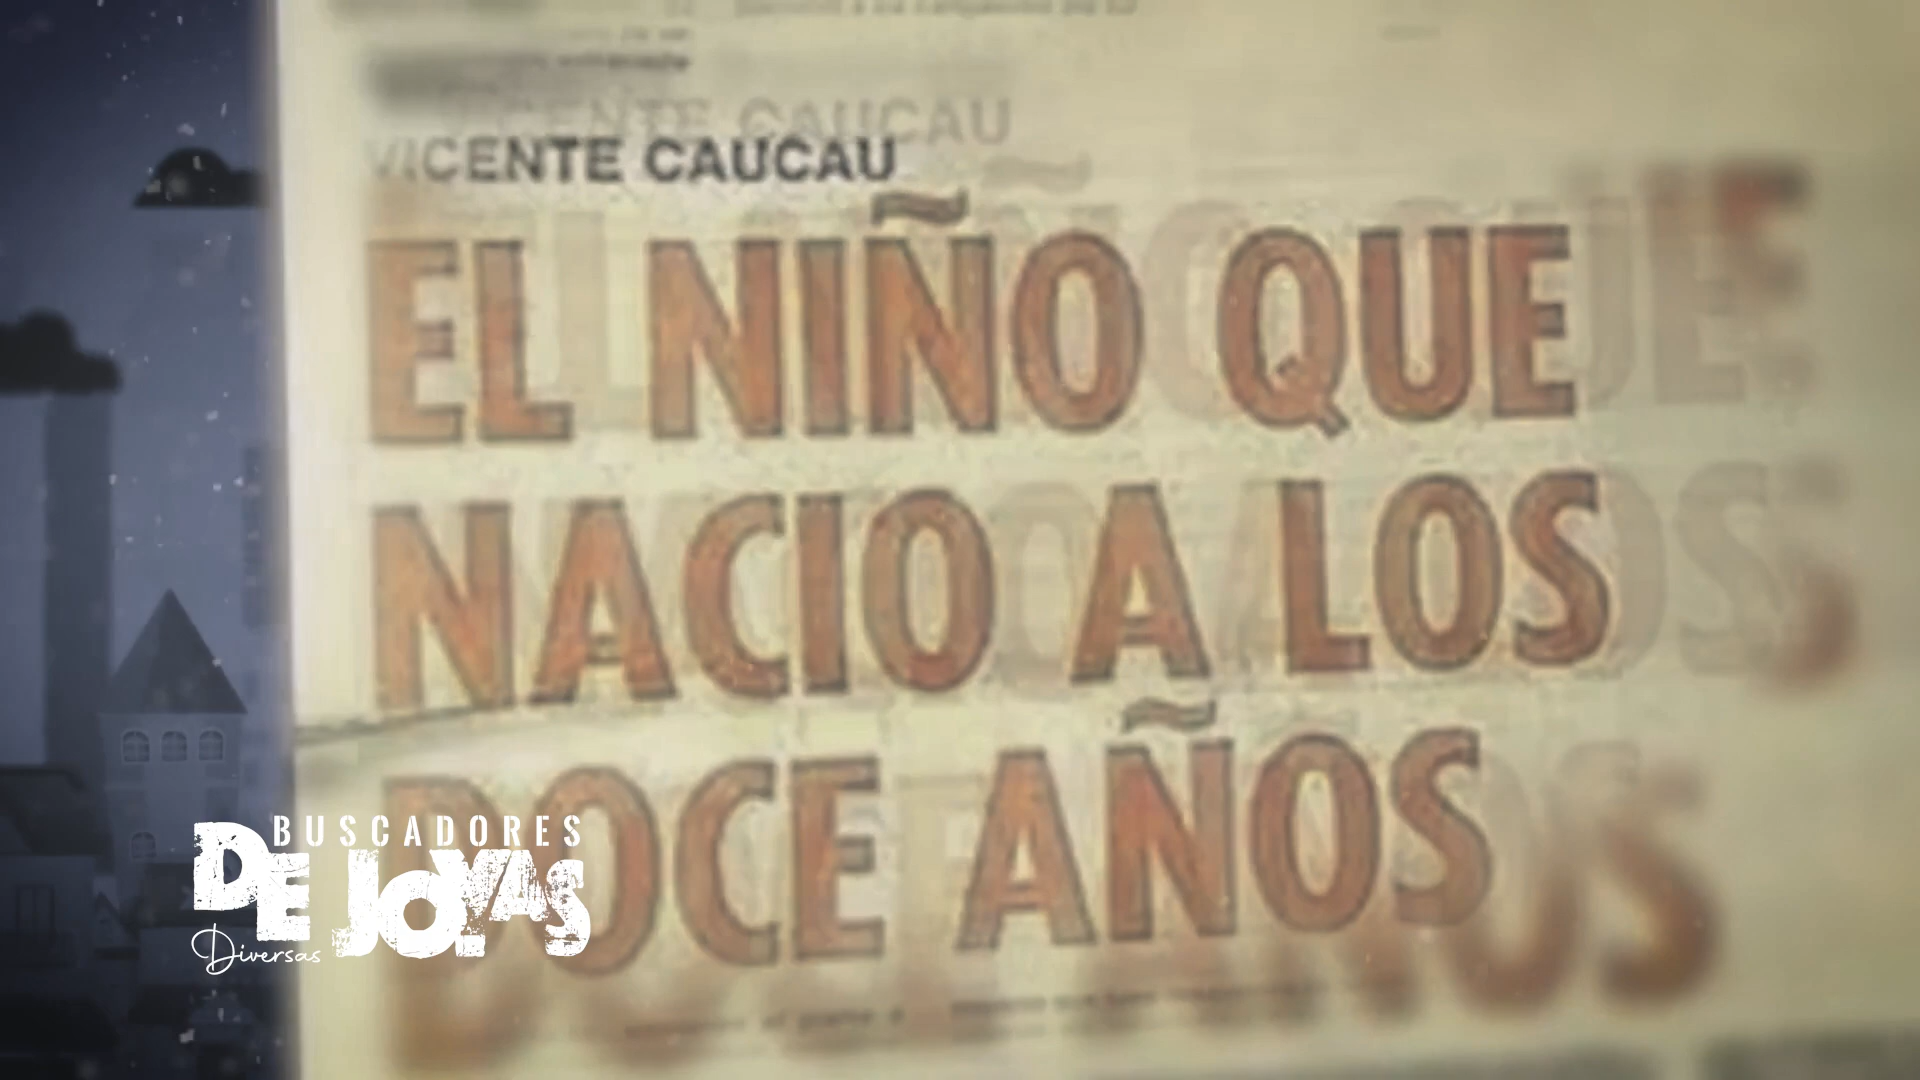 VICENTE CAUCAU
EL NIÑO QUE
NACIO A LOS
DOCE AÑOS
BUSCADORES
DE JOYAS
Diversas